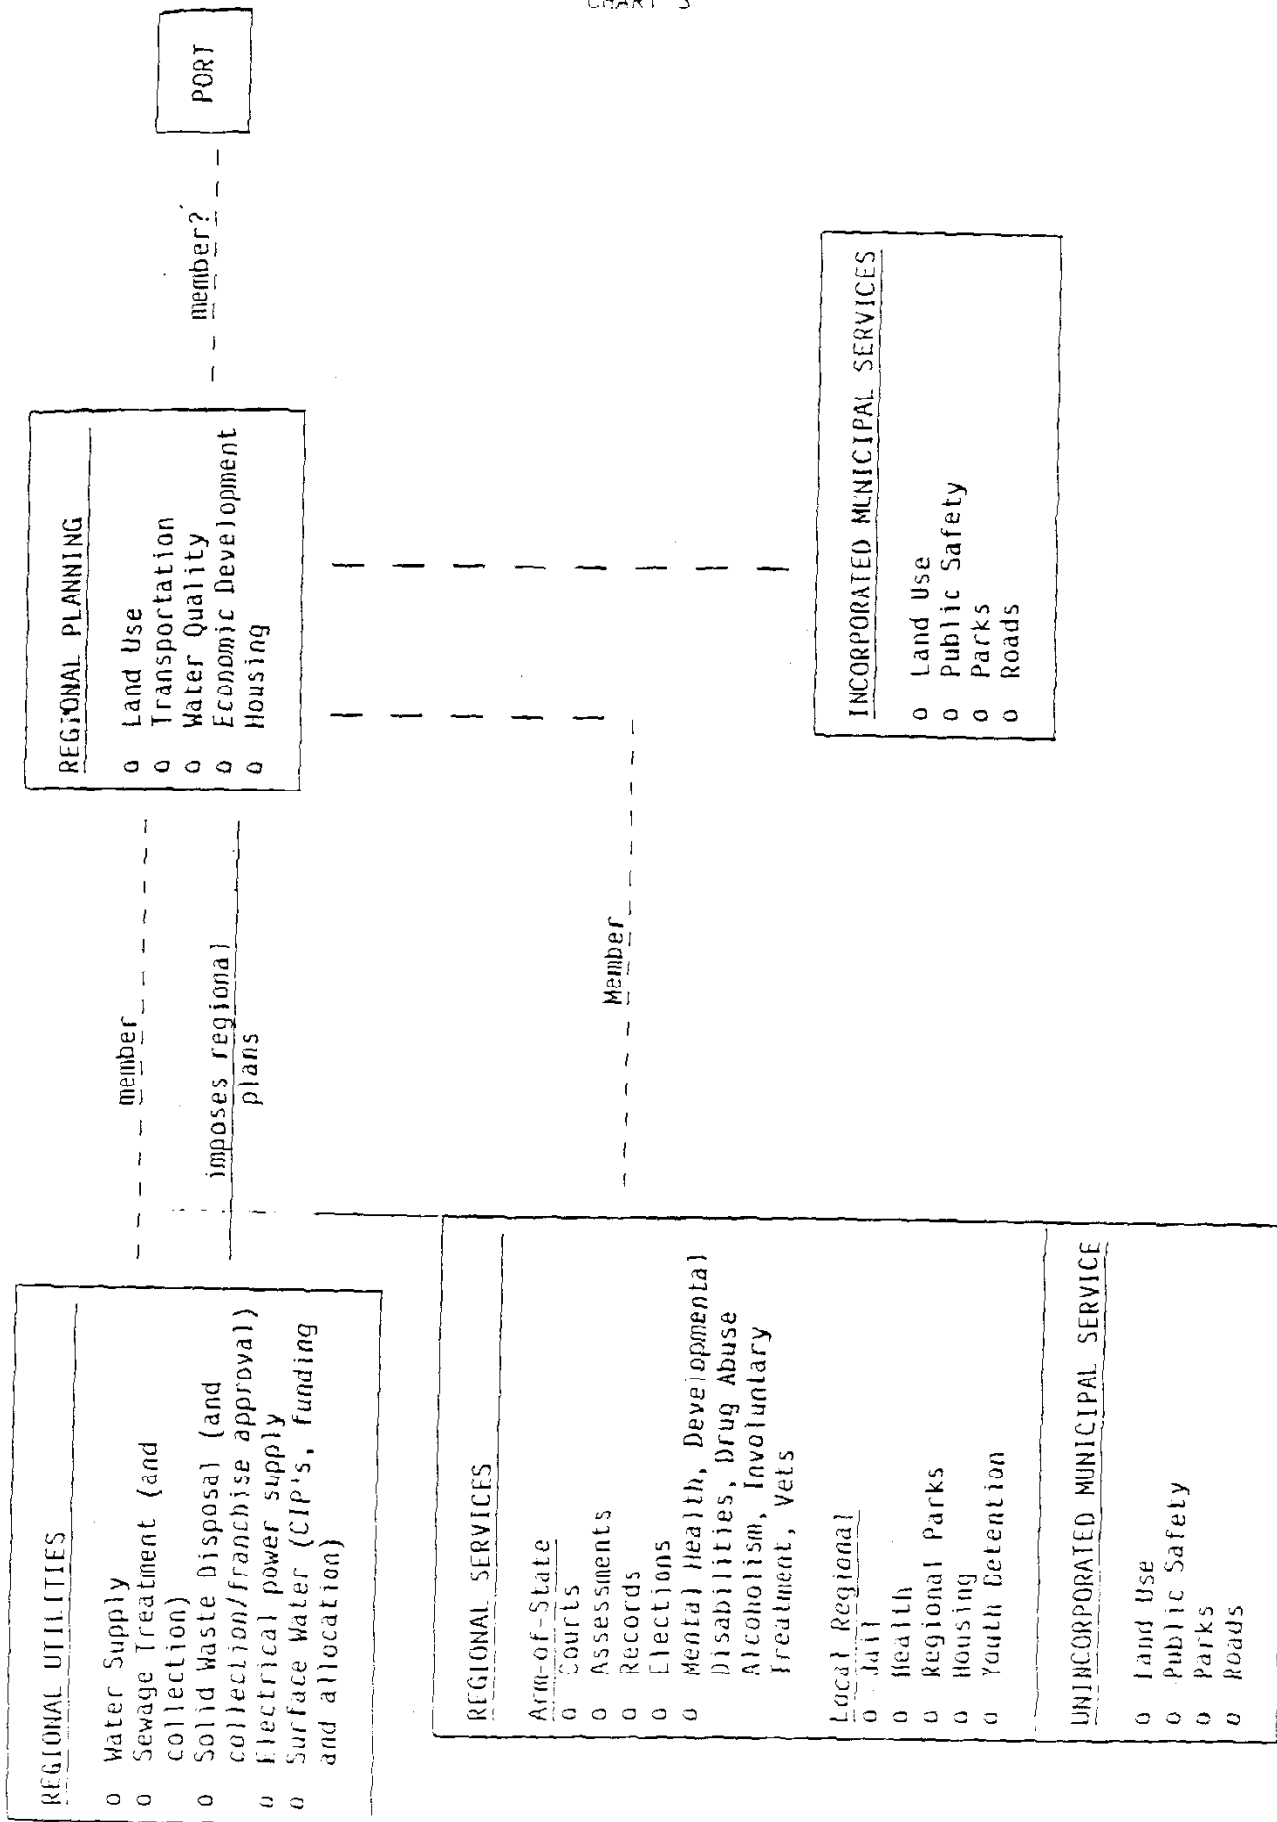 CHART 3
REGIONAL UTILITIES
o Water Supply
o Sewage Treatment (and
collection)
o Solid Waste Disposal (and
collection/franchise approval)
o Electrical power supply
o Surface Water (CIP's, funding
and allocation)
member
imposes regional
plans
REGIONAL PLANNING
o Land Use
o Transportation
o Water Quality
o Economic Development
o Housing
member?
PORT
REGIONAL SERVICES
Arm-of-State
o Courts
o Assessments
o Records
o Elections
o Mental Health, Developmental
Disabilities, Drug Abuse
Alcoholism, Involuntary
Treatment, Vets
Local Regional
o Jail
o Health
o Regional Parks
o Housing
o Youth Detention
Member
UNINCORPORATED MUNICIPAL SERVICE
o Land Use
o Public Safety
o Parks
o Roads
INCORPORATED MUNICIPAL SERVICES
o Land Use
o Public Safety
o Parks
o Roads